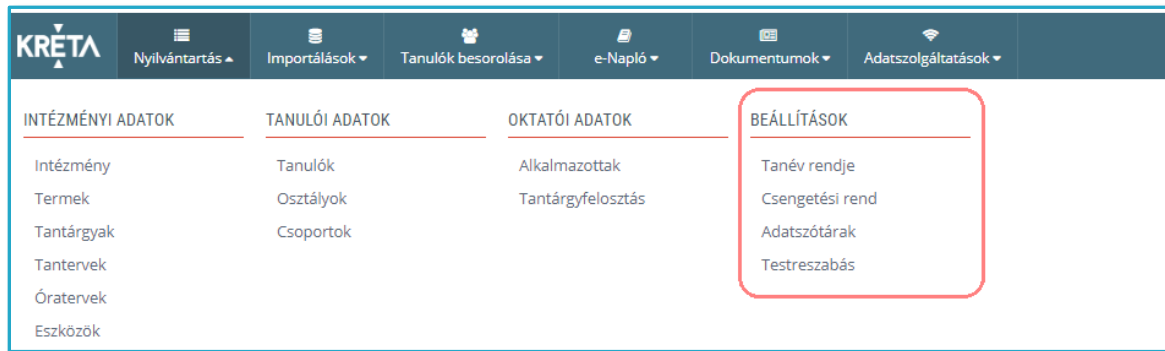 KRÉTA
Nyilvántartás
Importálások
Tanulók besorolása
e-Napló
Dokumentumok
Adatszolgáltatások
INTÉZMÉNYI ADATOK
Intézmény
Termek
Tantárgyak
Tantervek
Óratervek
Eszközök
TANULÓI ADATOK
Tanulók
Osztályok
Csoportok
OKTATÓI ADATOK
Alkalmazottak
Tantárgyfelosztás
BEÁLLÍTÁSOK
Tanév rendje
Csengetési rend
Adatszótárak
Testreszabás